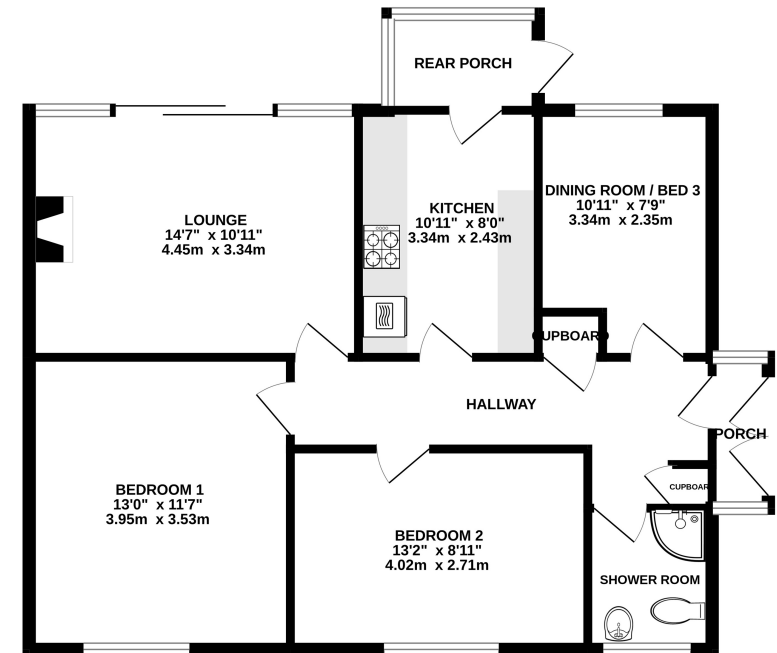 REAR PORCH
LOUNGE
14'7" x 10'11"
4.45m x 3.34m
KITCHEN
10'11" x 8'0"
3.34m x 2.43m
DINING ROOM / BED 3
10'11" x 7'9"
3.34m x 2.35m
CUPBOARD
HALLWAY
PORCH
CUPBOARD
BEDROOM 1
13'0" x 11'7"
3.95m x 3.53m
BEDROOM 2
13'2" x 8'11"
4.02m x 2.71m
SHOWER ROOM